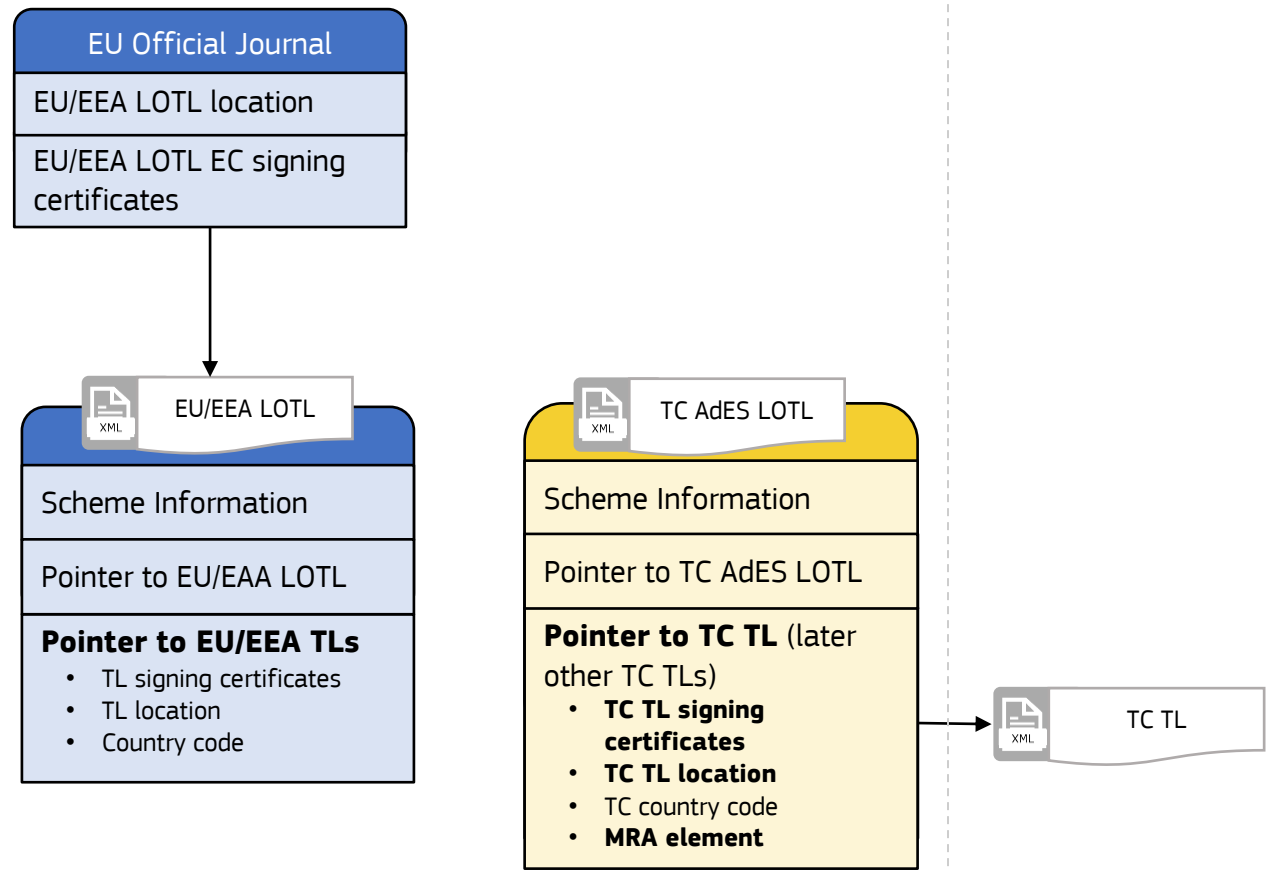 EU Official Journal
EU/EEA LOTL location
EU/EEA LOTL EC signing
certificates
XML
EU/EEA LOTL
Scheme Information
Pointer to EU/EAA LOTL
Pointer to EU/EEA TLs
• TL signing certificates
• TL location
• Country code
XML
TC AdES LOTL
Scheme Information
Pointer to TC AdES LOTL
Pointer to TC TL (later
other TC TLs)
• TC TL signing
certificates
• TC TL location
• TC country code
• MRA element
XML
TC TL